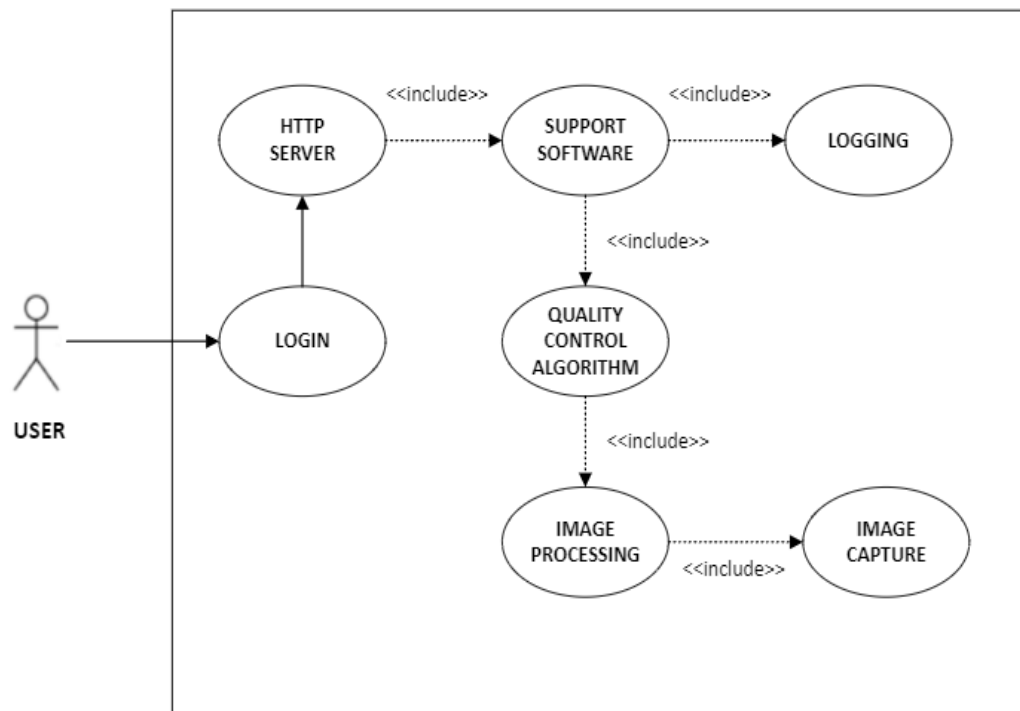 <<include>>
<<include>>
HTTP
SERVER
SUPPORT
SOFTWARE
LOGGING
<<include>>
LOGIN
QUALITY
CONTROL
ALGORITHM
USER
<<include>>
IMAGE
PROCESSING
<<include>>
IMAGE
CAPTURE